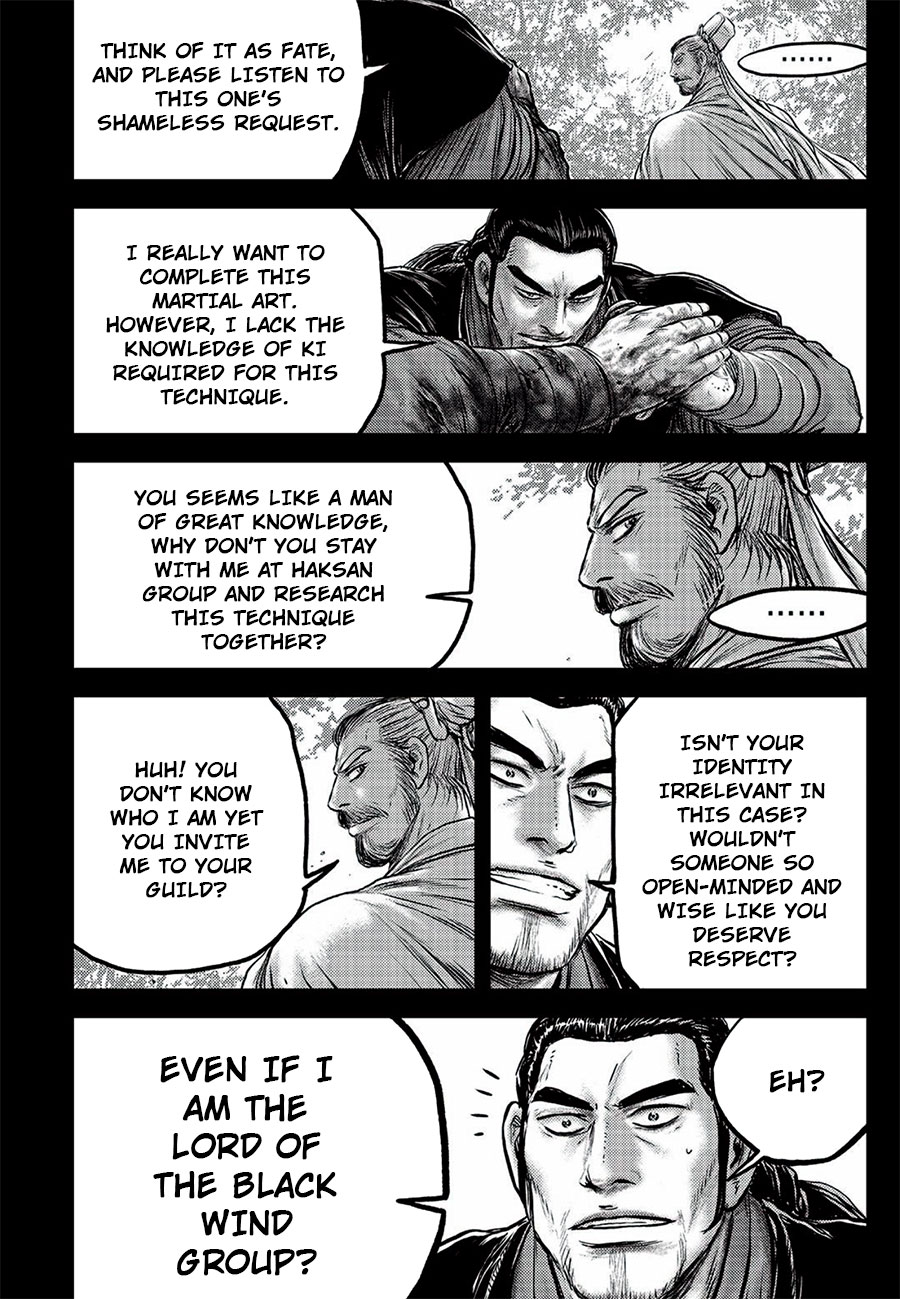 THINK OF IT AS FATE,
AND PLEASE LISTEN TO
THIS ONE'S
SHAMELESS REQUEST.
......
I REALLY WANT TO
COMPLETE THIS
MARTIAL ART.
HOWEVER, I LACK THE
KNOWLEDGE OF KI
REQUIRED FOR THIS
TECHNIQUE.
YOU SEEMS LIKE A MAN
OF GREAT KNOWLEDGE,
WHY DON'T YOU STAY
WITH ME AT HAKSAN
GROUP AND RESEARCH
THIS TECHNIQUE
TOGETHER?
......
HUH! YOU
DON'T KNOW
WHO I AM YET
YOU INVITE
ME TO YOUR
GUILD?
ISN'T YOUR
IDENTITY
IRRELEVANT IN
THIS CASE?
WOULDN'T
SOMEONE SO
OPEN-MINDED AND
WISE LIKE YOU
DESERVE
RESPECT?
EVEN IF I
AM THE
LORD OF
THE BLACK
WIND
GROUP?
EH?